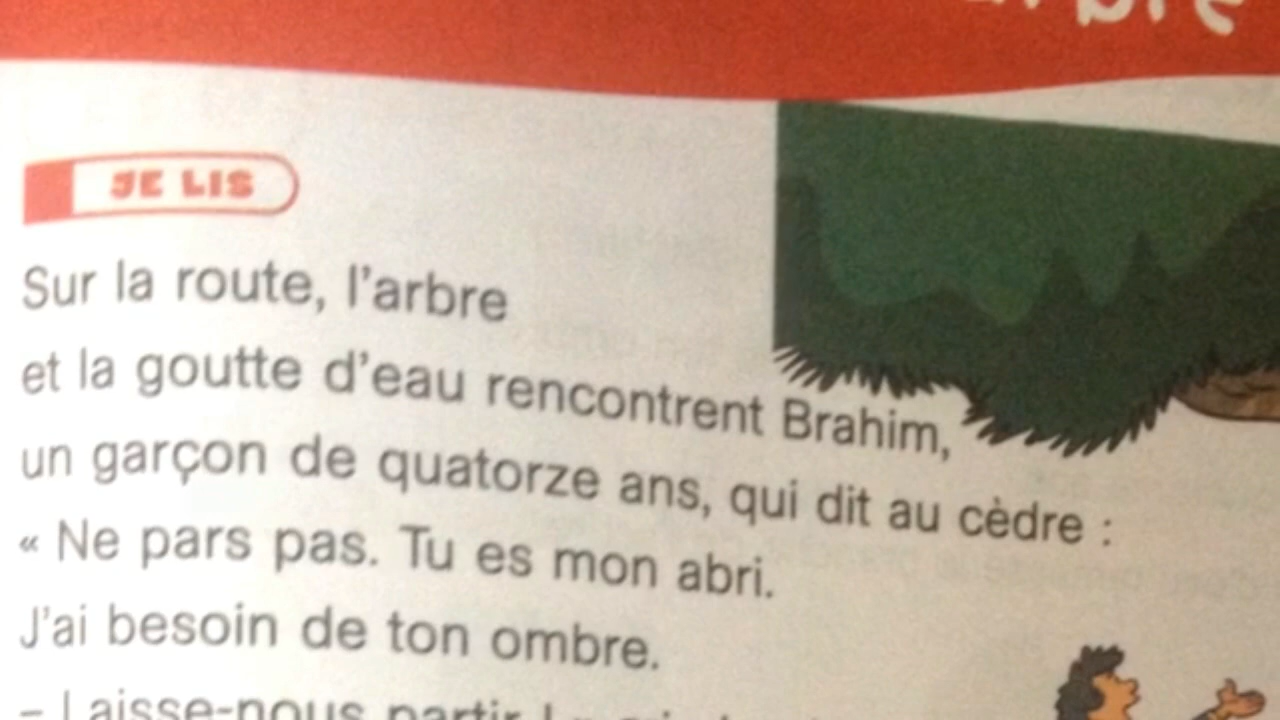 JE LIS
Sur la route, l'arbre
et la goutte d'eau rencontrent Brahim,
un garçon de quatorze ans, qui dit au cèdre :
« Ne pars pas. Tu es mon abri.
J'ai besoin de ton ombre.
– Laisse-nous partir !